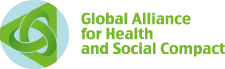 Global Alliance
for Health
and Social Compact